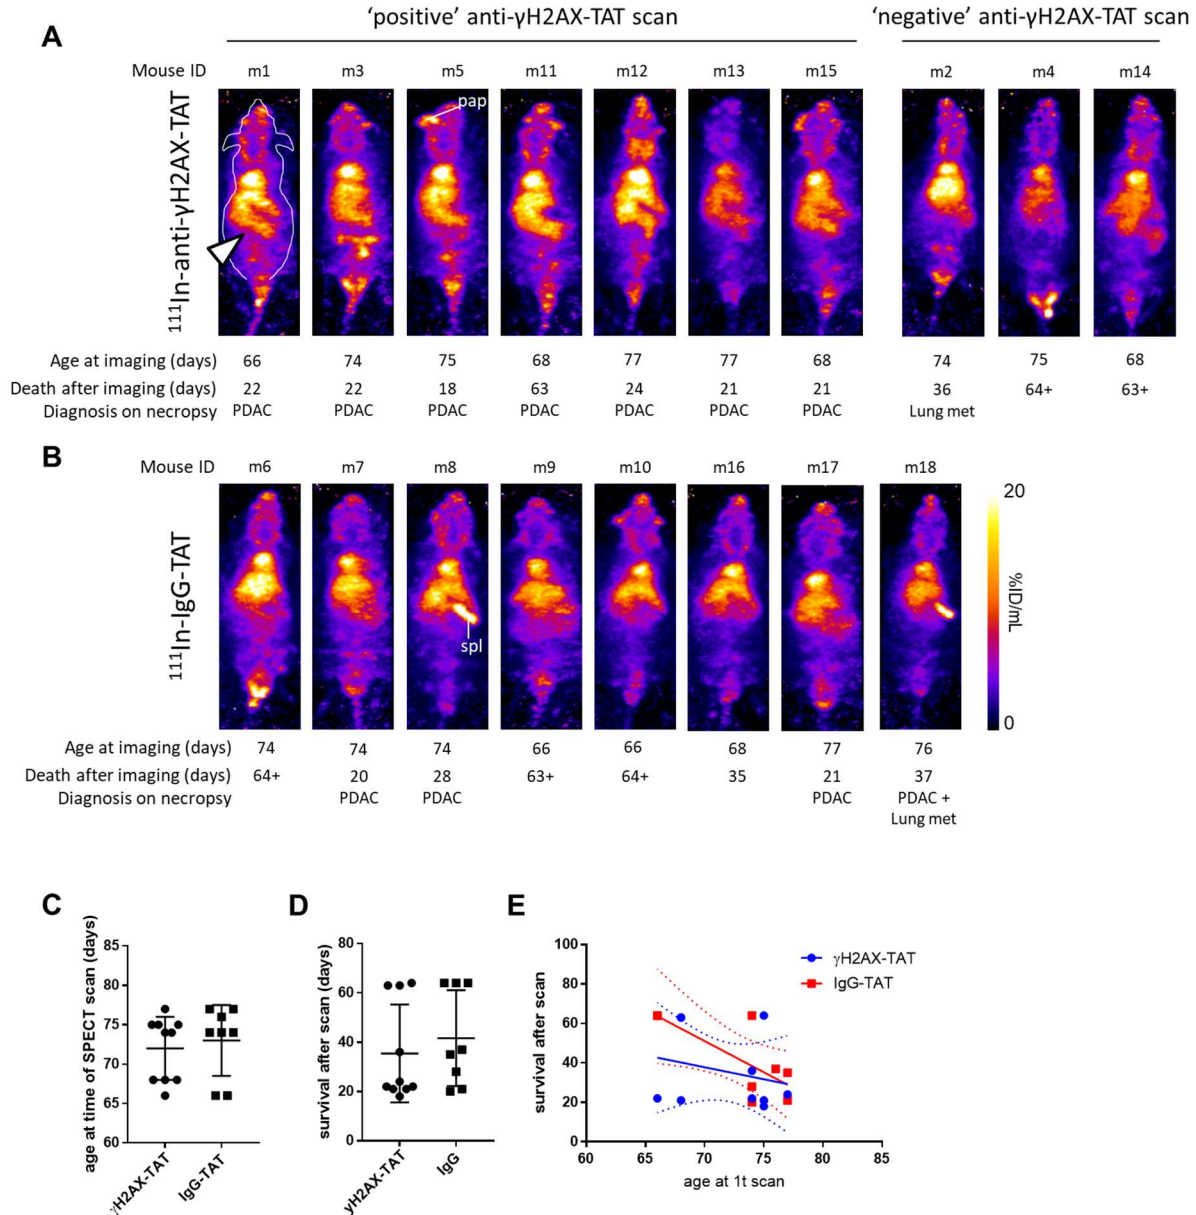 'positive' anti-γH2AX-TAT scan 'negative' anti-γH2AX-TAT scan
A
Mouse ID m1 m3 m5 m11 m12 m13 m15 m2 m4 m14
pap
111In-anti-γH2AX-TAT
Age at imaging (days) 66 74 75 68 77 77 68 74 75 68
Death after imaging (days) 22 22 18 63 24 21 21 36 64+ 63+
Diagnosis on necropsy PDAC PDAC PDAC PDAC PDAC PDAC PDAC Lung met
B
Mouse ID m6 m7 m8 m9 m10 m16 m17 m18
111In-IgG-TAT
spl
20
%ID/mL
0
Age at imaging (days) 74 74 74 66 66 68 77 76
Death after imaging (days) 64+ 20 28 63+ 64+ 35 21 37
Diagnosis on necropsy PDAC PDAC PDAC PDAC +
Lung met
C
age at time of SPECT scan (days)
85
80
75
70
65
60
γH2AX-TAT
IgG-TAT
D
survival after scan (days)
80
60
40
20
0
yH2AX-TAT
IgG
E
survival after scan
100
80
60
40
20
0
60 65 70 75 80 85
age at 1t scan
γH2AX-TAT
IgG-TAT